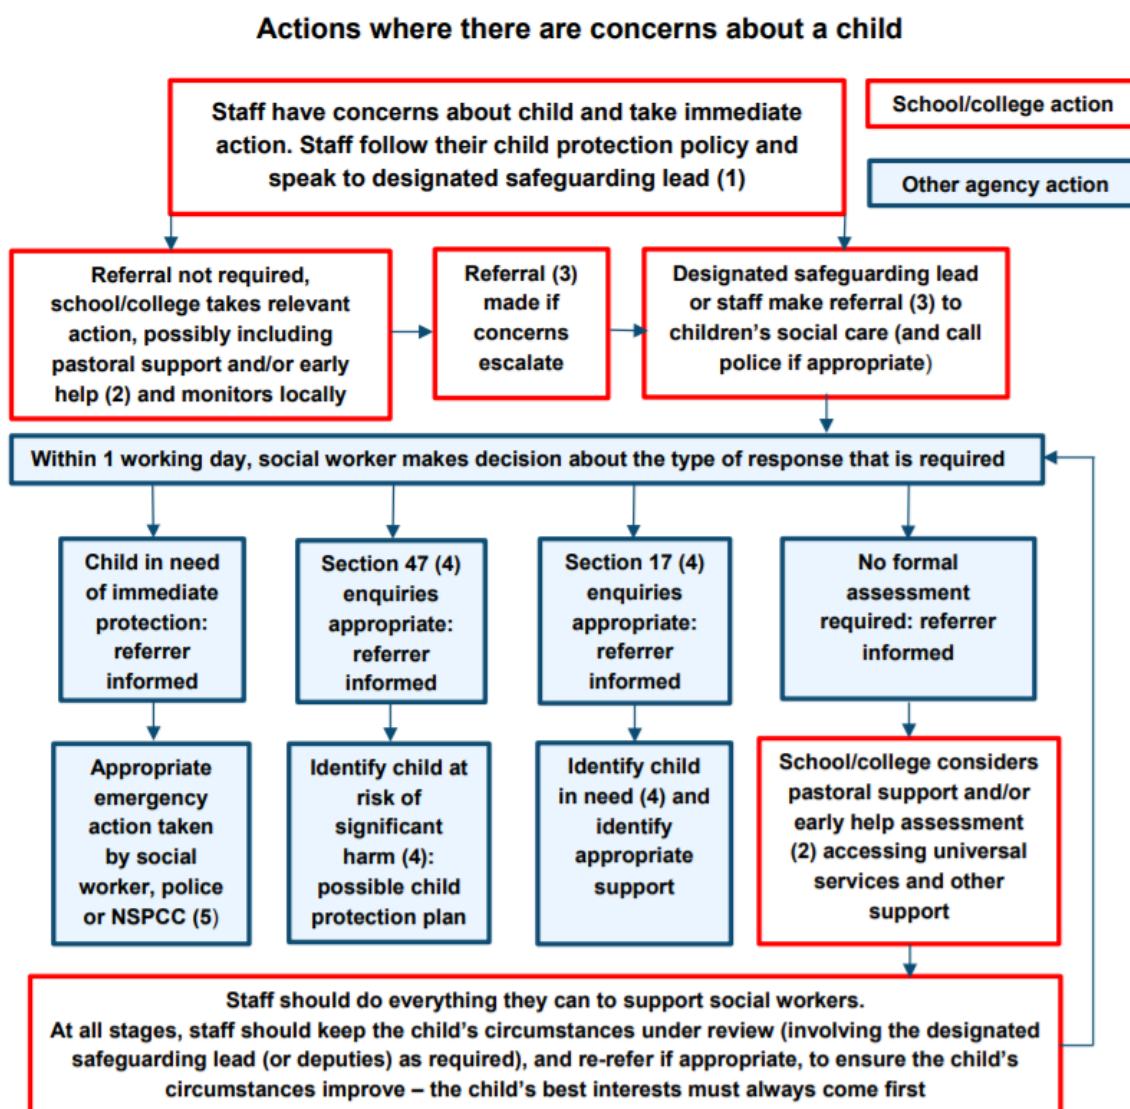 Actions where there are concerns about a child
Staff have concerns about child and take immediate
action. Staff follow their child protection policy and
speak to designated safeguarding lead (1)
School/college action
Other agency action
Referral not required,
school/college takes relevant
action, possibly including
pastoral support and/or early
help (2) and monitors locally
Referral (3)
made if
concerns
escalate
Designated safeguarding lead
or staff make referral (3) to
children’s social care (and call
police if appropriate)
Within 1 working day, social worker makes decision about the type of response that is required
Child in need
of immediate
protection:
referrer
informed
Section 47 (4)
enquiries
appropriate:
referrer
informed
Section 17 (4)
enquiries
appropriate:
referrer
informed
No formal
assessment
required: referrer
informed
Appropriate
emergency
action taken
by social
worker, police
or NSPCC (5)
Identify child at
risk of
significant
harm (4):
possible child
protection plan
Identify child
in need (4) and
identify
appropriate
support
School/college considers
pastoral support and/or
early help assessment
(2) accessing universal
services and other
support
Staff should do everything they can to support social workers.
At all stages, staff should keep the child’s circumstances under review (involving the designated
safeguarding lead (or deputies) as required), and re-refer if appropriate, to ensure the child’s
circumstances improve – the child’s best interests must always come first